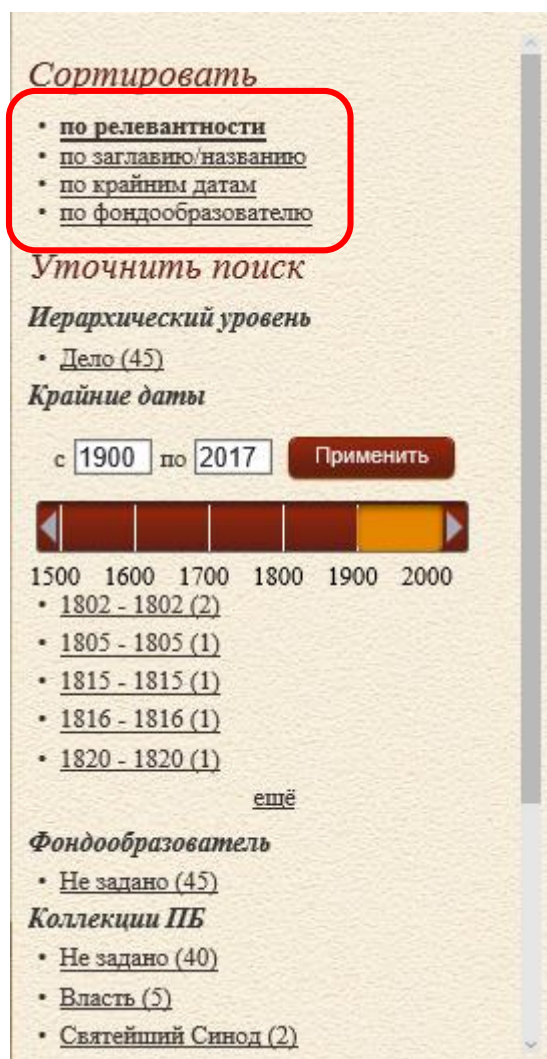 Сортировать
• по релевантности
• по заглавию/названию
• по крайним датам
• по фондообразователю
Уточнить поиск
Иерархический уровень
• Дело (45)
Крайние даты
с 1900 по 2017 Применить
1500 1600 1700 1800 1900 2000
• 1802 - 1802 (2)
• 1805 - 1805 (1)
• 1815 - 1815 (1)
• 1816 - 1816 (1)
• 1820 - 1820 (1)
ещё
Фондообразователь
• Не задано (45)
Коллекции ПБ
• Не задано (40)
• Власть (5)
• Святейший Синод (2)